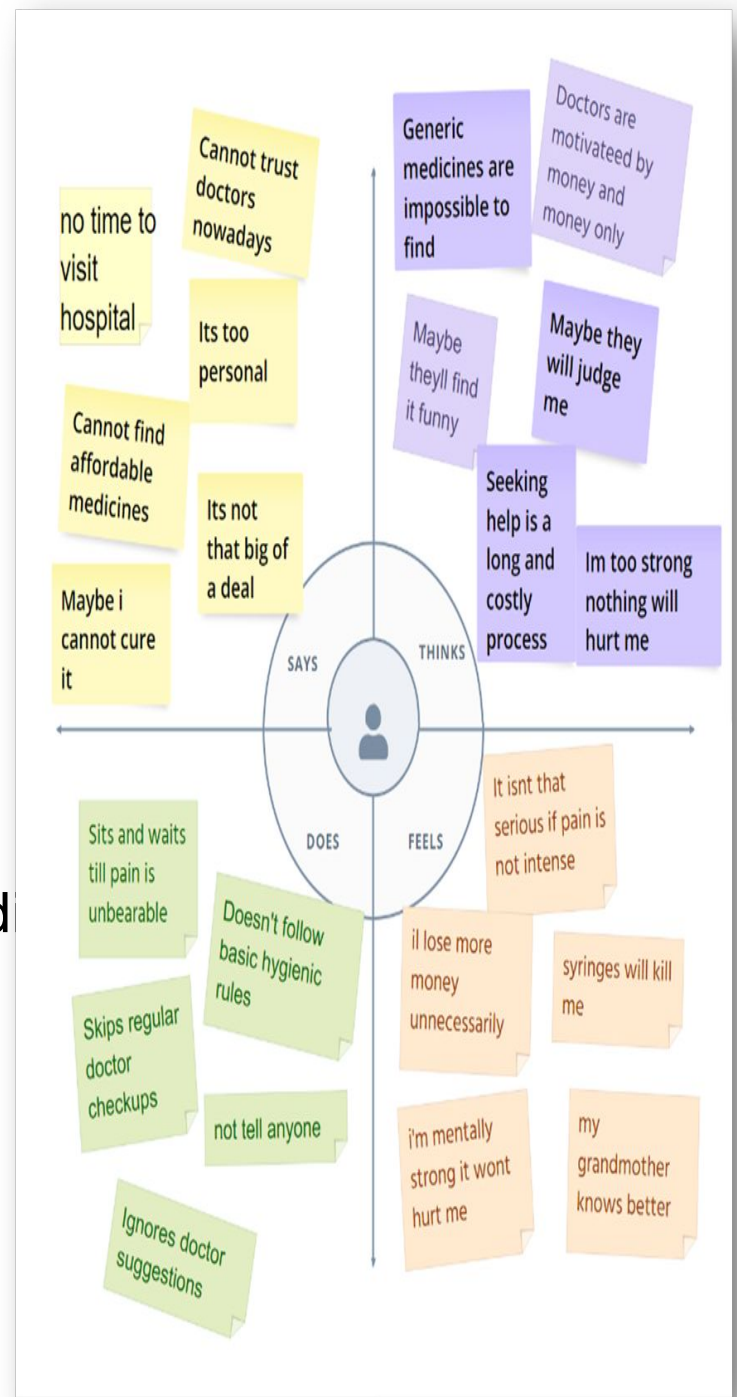 Cannot trust
doctors
nowadays
no time to
visit
hospital
Its too
personal
Cannot find
affordable
medicines
Its not
that big of
a deal
Maybe i
cannot cure
it
Generic
medicines are
impossible to
find
Doctors are
motivateed by
money and
money only
Maybe
theyll find
it funny
Maybe they
will judge
me
Seeking
help is a
long and
costly
process
Im too strong
nothing will
hurt me
SAYS
THINKS
DOES
FEELS
Sits and waits
till pain is
unbearable
Doesn't follow
basic hygienic
rules
Skips regular
doctor
checkups
not tell anyone
Ignores doctor
suggestions
It isnt that
serious if pain is
not intense
il lose more
money
unnecessarily
syringes will kill
me
i'm mentally
strong it wont
hurt me
my
grandmother
knows better
di